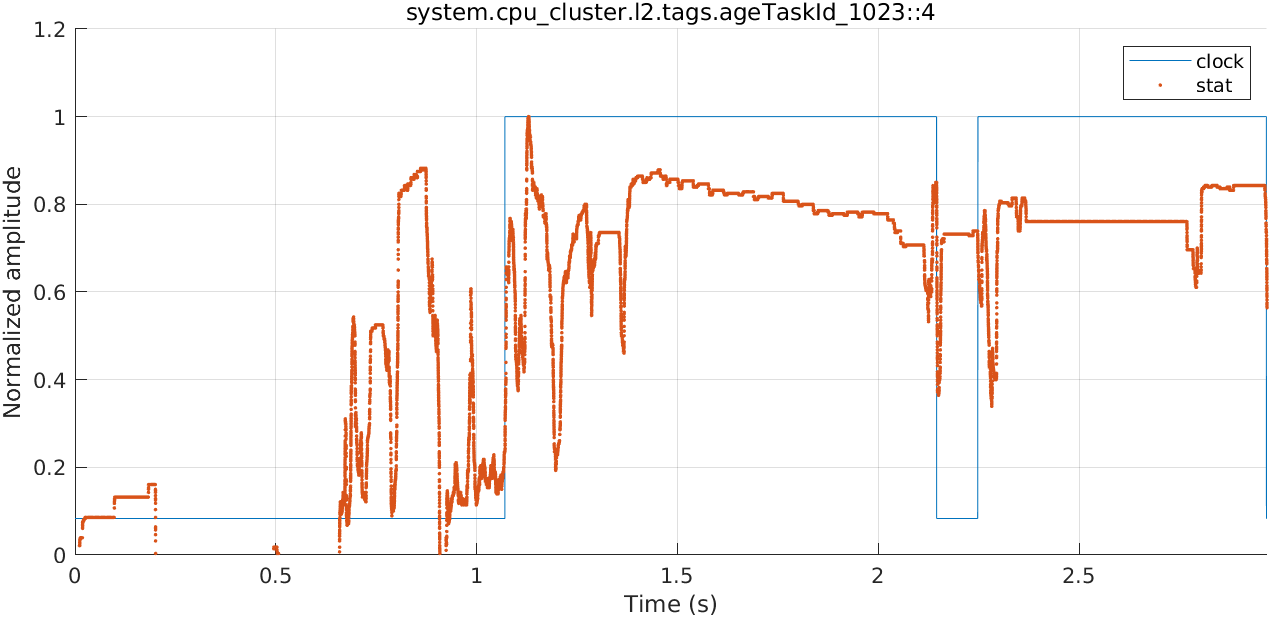 system.cpu_cluster.l2.tags.ageTaskId_1023::4
1.2
1
0.8
0.6
0.4
0.2
0
Normalized amplitude
clock
stat
0
0.5
1
1.5
2
2.5
Time (s)